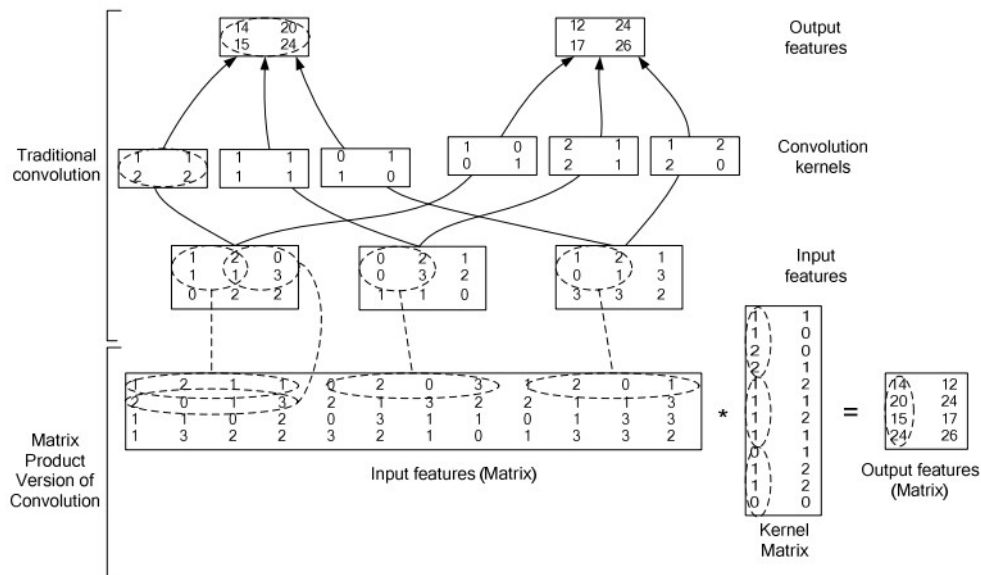 14 20
15 24
12 24
17 26
Output
features
Traditional
convolution
1 1
2 2
1 1
1 1
0 1
1 0
1 0
0 1
2 1
2 1
1 2
2 0
Convolution
kernels
1 2 0
1 1 3
0 2 2
0 2 1
0 3 2
1 1 0
1 2 1
0 1 3
3 3 2
Input
features
Matrix
Product
Version of
Convolution
1 2 1 1 0 2 0 3 1 2 0 1
2 0 1 3 2 1 3 2 2 1 1 3
1 1 0 2 0 3 1 1 0 1 3 3
1 3 2 2 3 2 1 0 1 3 3 2
Input features (Matrix)
*
1 1
1 0
2 0
2 1
1 2
1 1
1 2
1 1
0 1
1 2
1 2
0 0
Kernel
Matrix
=
14 12
20 24
15 17
24 26
Output features
(Matrix)